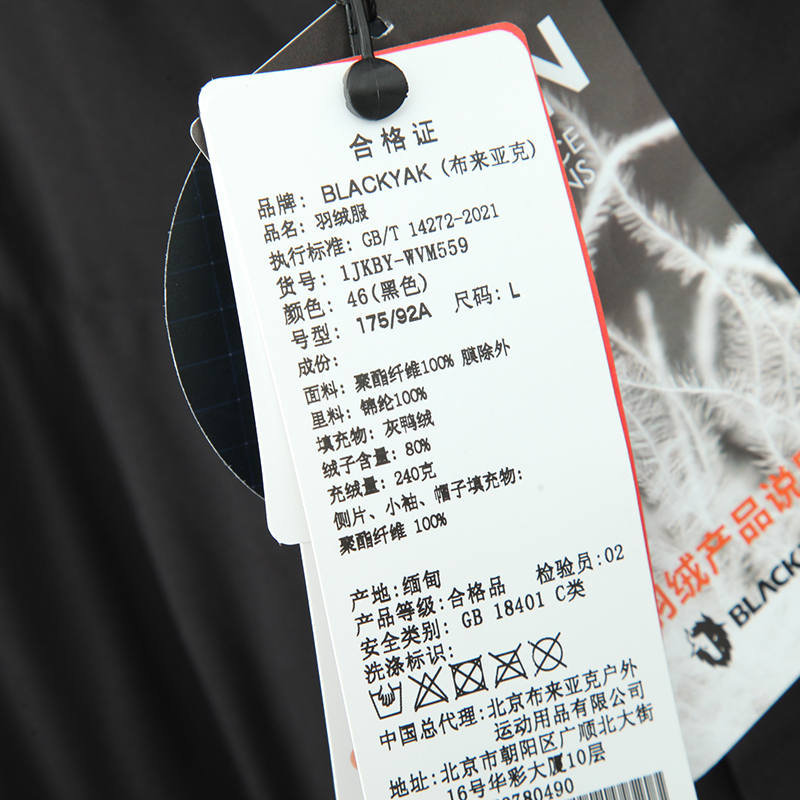 合格证
品牌: BLACKYAK (布来亚克)
品名: 羽绒服
执行标准: GB/T 14272-2021
货号: 1JKBY-WVM559
颜色: 46(黑色)
号型: 175/92A 尺码: L
成份:
面料: 聚酯纤维100% 膜除外
里料: 锦纶100%
填充物: 灰鸭绒
绒子含量: 80%
充绒量: 240克
侧片、小袖、帽子填充物:
聚酯纤维 100%
产地:缅甸
产品等级:合格品 检验员:02
安全类别: GB 18401 C类
洗涤标识:
中国总代理:北京布来亚克户外
运动用品有限公司
地址:北京市朝阳区广顺北大街
16号华彩大厦10层
780490
羽绒产品说
BLACKY